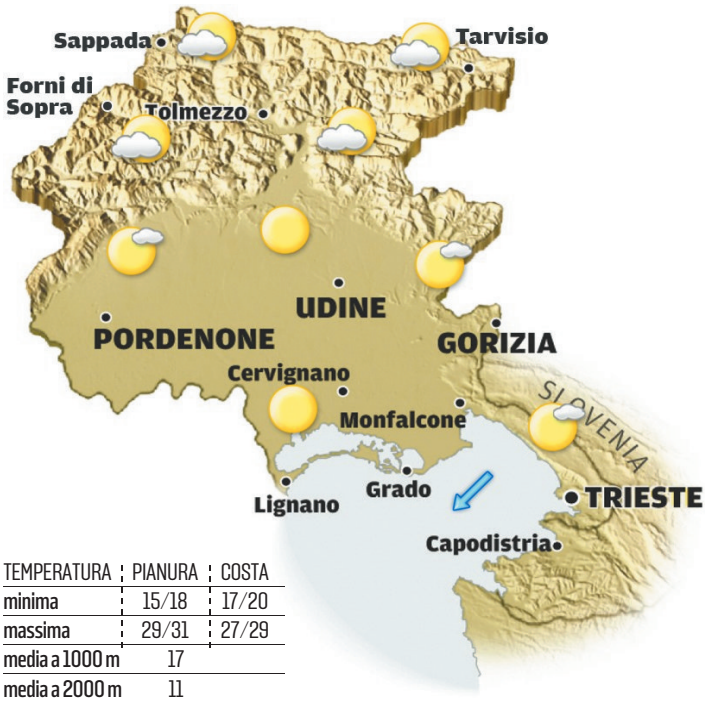 Sappada
Tarvisio
Forni di
Sopra
Tolmezzo
UDINE
PORDENONE
GORIZIA
Cervignano
SLOVENIA
Monfalcone
Grado
Lignano
TRIESTE
Capodistria
TEMPERATURA PIANURA COSTA
minima 15/18 17/20
massima 29/31 27/29
media a 1000 m 17
media a 2000 m 11